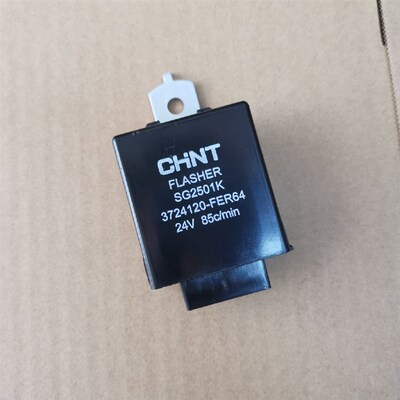 CHNT
FLASHER
SG2501K
3724120-FER64
24V 85c/min